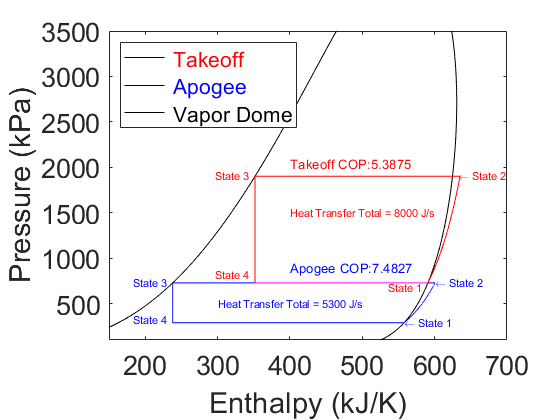 3500
3000
2500
2000
1500
1000
500
Pressure (kPa)
Takeoff
Apogee
Vapor Dome
Takeoff COP:5.3875
State 3
← State 2
Heat Transfer Total = 8000 J/s
Apogee COP:7.4827
State 4
State 1
State 3
← State 2
Heat Transfer Total = 5300 J/s
State 4
← State 1
200 300 400 500 600 700
Enthalpy (kJ/K)